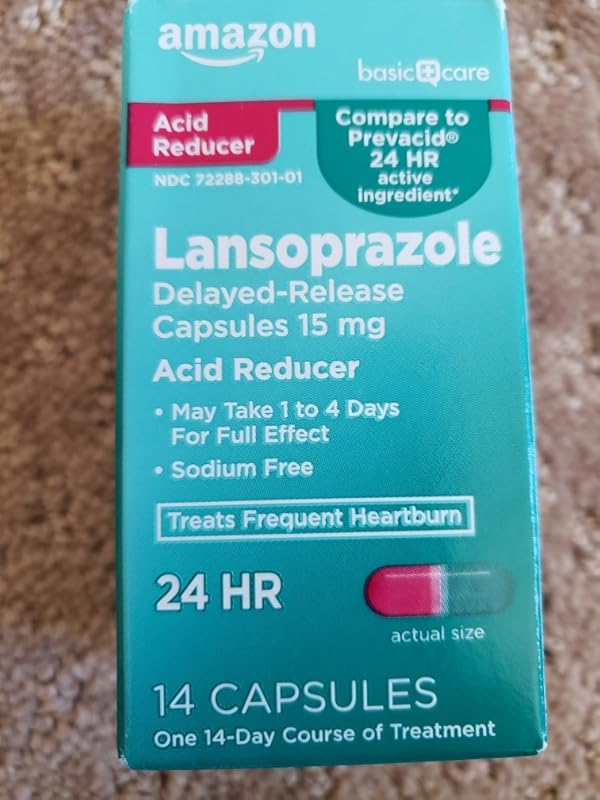 amazon
basic care
Acid
Reducer
NDC 72288-301-01
Compare to
Prevacid®
24 HR
active
ingredient*
Lansoprazole
Delayed-Release
Capsules 15 mg
Acid Reducer
• May Take 1 to 4 Days
For Full Effect
• Sodium Free
Treats Frequent Heartburn
24 HR
actual size
14 CAPSULES
One 14-Day Course of Treatment